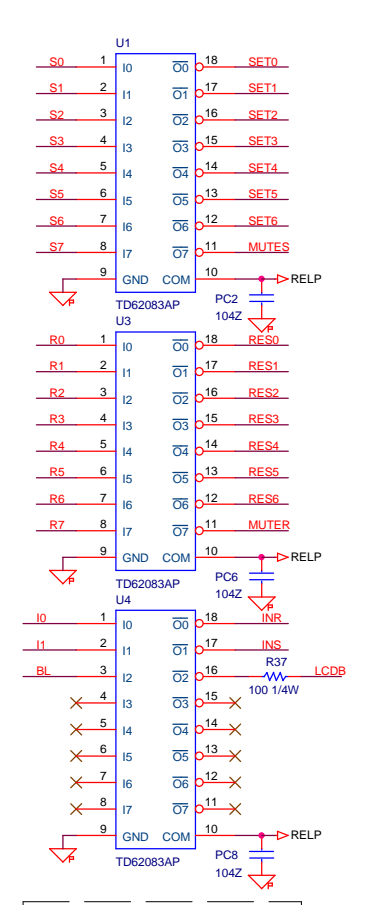 U1
S0 1 I0 O0 18 SET0
S1 2 I1 O1 17 SET1
S2 3 I2 O2 16 SET2
S3 4 I3 O3 15 SET3
S4 5 I4 O4 14 SET4
S5 6 I5 O5 13 SET5
S6 7 I6 O6 12 SET6
S7 8 I7 O7 11 MUTES
9 GND COM 10 RELP
PC2
TD62083AP 104Z
P P
U3
R0 1 I0 O0 18 RES0
R1 2 I1 O1 17 RES1
R2 3 I2 O2 16 RES2
R3 4 I3 O3 15 RES3
R4 5 I4 O4 14 RES4
R5 6 I5 O5 13 RES5
R6 7 I6 O6 12 RES6
R7 8 I7 O7 11 MUTER
9 GND COM 10 RELP
PC6
TD62083AP 104Z
P P
U4
I0 1 I0 O0 18 INR
I1 2 I1 O1 17 INS
BL 3 I2 O2 16 R37 LCDB
100 1/4W
4 I3 O3 15
5 I4 O4 14
6 I5 O5 13
7 I6 O6 12
8 I7 O7 11
9 GND COM 10 RELP
PC8
TD62083AP 104Z
P P